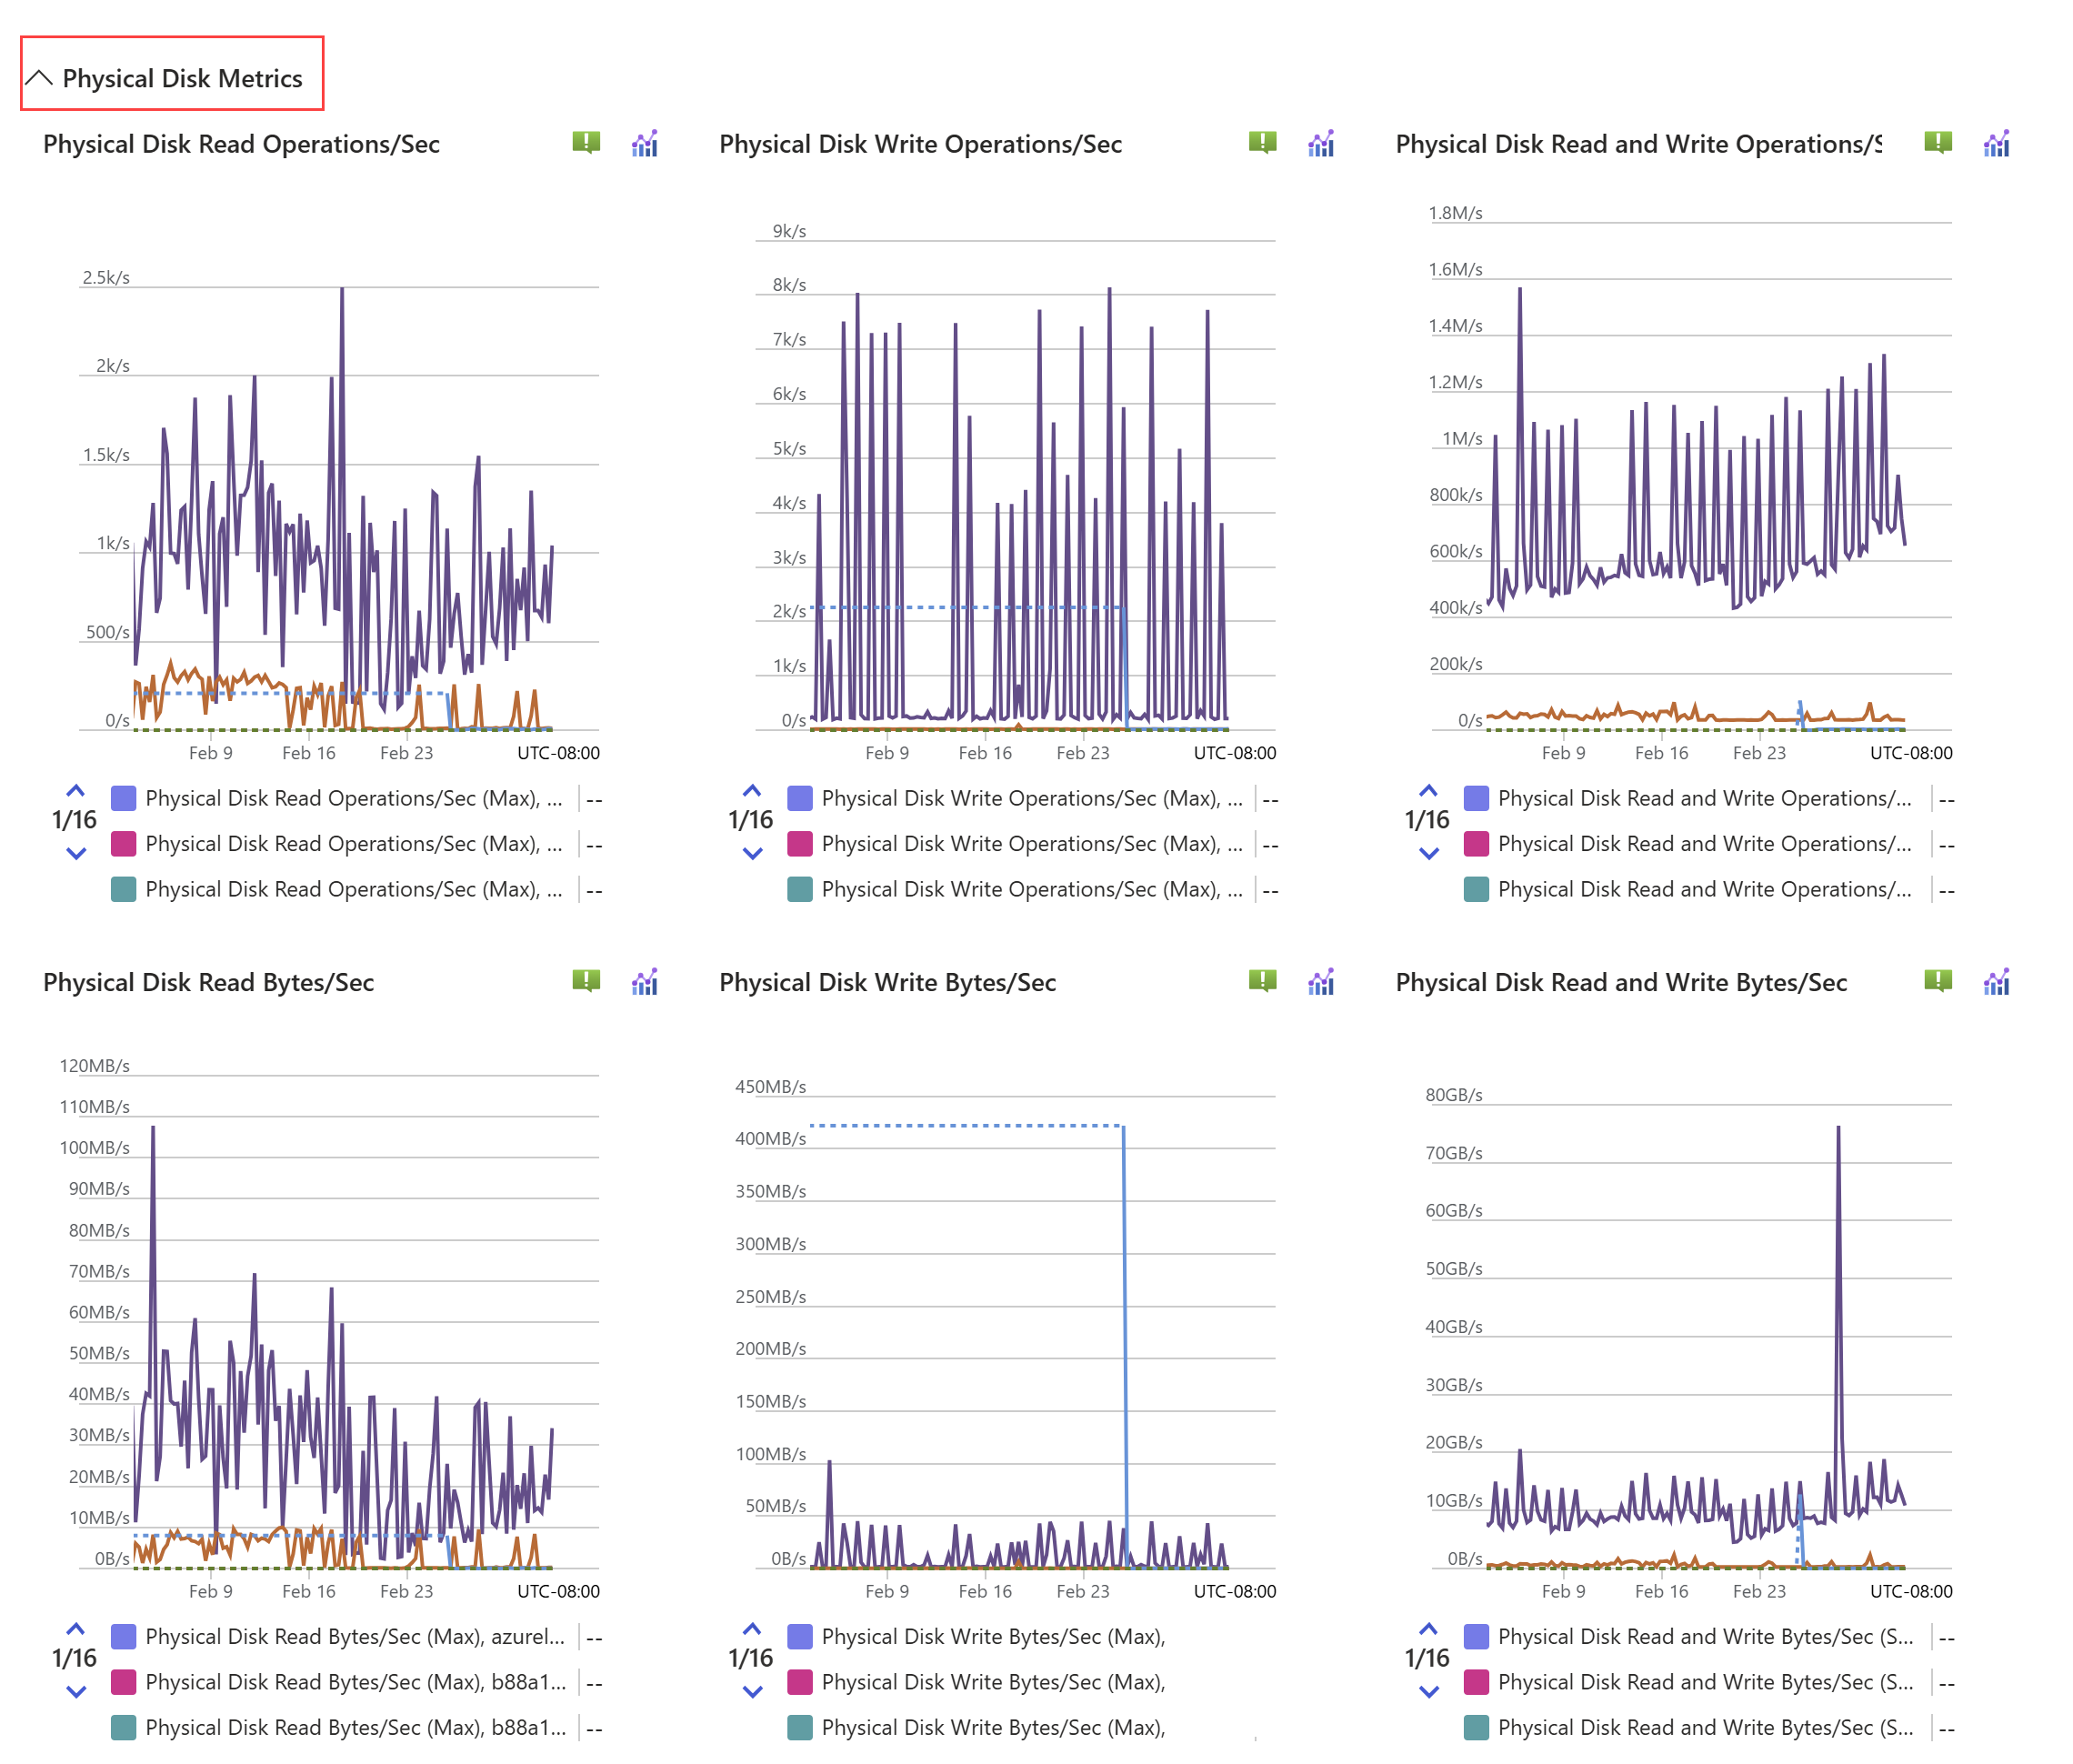 Physical Disk Metrics
Physical Disk Read Operations/Sec
2.5k/s
2k/s
1.5k/s
1k/s
500/s
0/s
Feb 9 Feb 16 Feb 23 UTC-08:00
1/16
Physical Disk Read Operations/Sec (Max), ... --
Physical Disk Read Operations/Sec (Max), ... --
Physical Disk Read Operations/Sec (Max), ... --
Physical Disk Write Operations/Sec
9k/s
8k/s
7k/s
6k/s
5k/s
4k/s
3k/s
2k/s
1k/s
0/s
Feb 9 Feb 16 Feb 23 UTC-08:00
1/16
Physical Disk Write Operations/Sec (Max), ... --
Physical Disk Write Operations/Sec (Max), ... --
Physical Disk Write Operations/Sec (Max), ... --
Physical Disk Read and Write Operations/S
1.8M/s
1.6M/s
1.4M/s
1.2M/s
1M/s
800k/s
600k/s
400k/s
200k/s
0/s
Feb 9 Feb 16 Feb 23 UTC-08:00
1/16
Physical Disk Read and Write Operations/... --
Physical Disk Read and Write Operations/... --
Physical Disk Read and Write Operations/... --
Physical Disk Read Bytes/Sec
120MB/s
110MB/s
100MB/s
90MB/s
80MB/s
70MB/s
60MB/s
50MB/s
40MB/s
30MB/s
20MB/s
10MB/s
0B/s
Feb 9 Feb 16 Feb 23 UTC-08:00
1/16
Physical Disk Read Bytes/Sec (Max), azurel... --
Physical Disk Read Bytes/Sec (Max), b88a1... --
Physical Disk Read Bytes/Sec (Max), b88a1... --
Physical Disk Write Bytes/Sec
450MB/s
400MB/s
350MB/s
300MB/s
250MB/s
200MB/s
150MB/s
100MB/s
50MB/s
0B/s
Feb 9 Feb 16 Feb 23 UTC-08:00
1/16
Physical Disk Write Bytes/Sec (Max),
Physical Disk Write Bytes/Sec (Max),
Physical Disk Write Bytes/Sec (Max),
Physical Disk Read and Write Bytes/Sec
80GB/s
70GB/s
60GB/s
50GB/s
40GB/s
30GB/s
20GB/s
10GB/s
0B/s
Feb 9 Feb 16 Feb 23 UTC-08:00
1/16
Physical Disk Read and Write Bytes/Sec (S... --
Physical Disk Read and Write Bytes/Sec (S... --
Physical Disk Read and Write Bytes/Sec (S... --